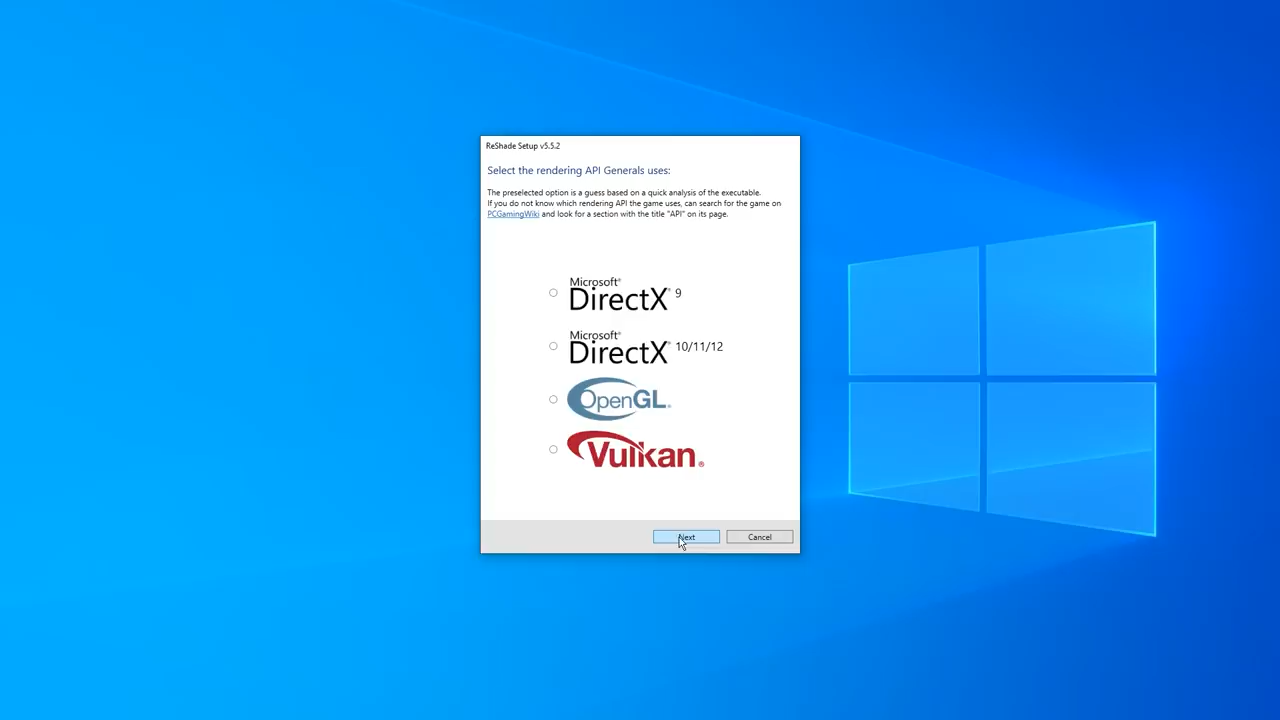 ReShade Setup v5.5.2
Select the rendering API Generals uses:
The preselected option is a guess based on a quick analysis of the executable.
If you do not know which rendering API the game uses, can search for the game on
PCGamingWiki and look for a section with the title "API" on its page.
Microsoft®
DirectX® 9
Microsoft®
DirectX® 10/11/12
OpenGL®
Vulkan®
Next
Cancel